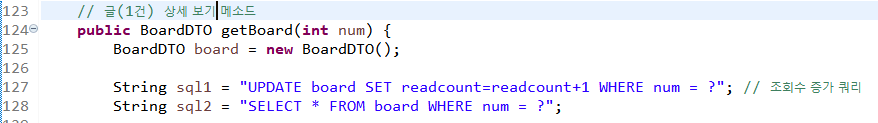 123 // 글(1건) 상세 보기 메소드
124 public BoardDTO getBoard(int num) {
125 BoardDTO board = new BoardDTO();
126
127 String sql1 = "UPDATE board SET readcount=readcount+1 WHERE num = ?"; // 조회수 증가 쿼리
128 String sql2 = "SELECT * FROM board WHERE num = ?";